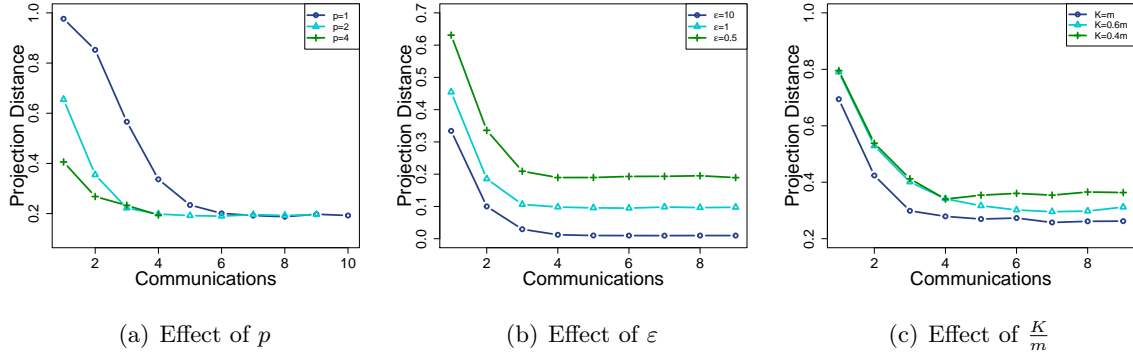 Projection Distance
1.0
0.8
0.6
0.4
0.2
2 4 6 8 10
Communications
p=1
p=2
p=4
(a) Effect of p
Projection Distance
0.7
0.6
0.5
0.4
0.3
0.2
0.1
0.0
2 4 6 8
Communications
ε=10
ε=1
ε=0.5
(b) Effect of ε
Projection Distance
1.0
0.8
0.6
0.4
0.2
2 4 6 8
Communications
K=m
K=0.6m
K=0.4m
(c) Effect of K/m